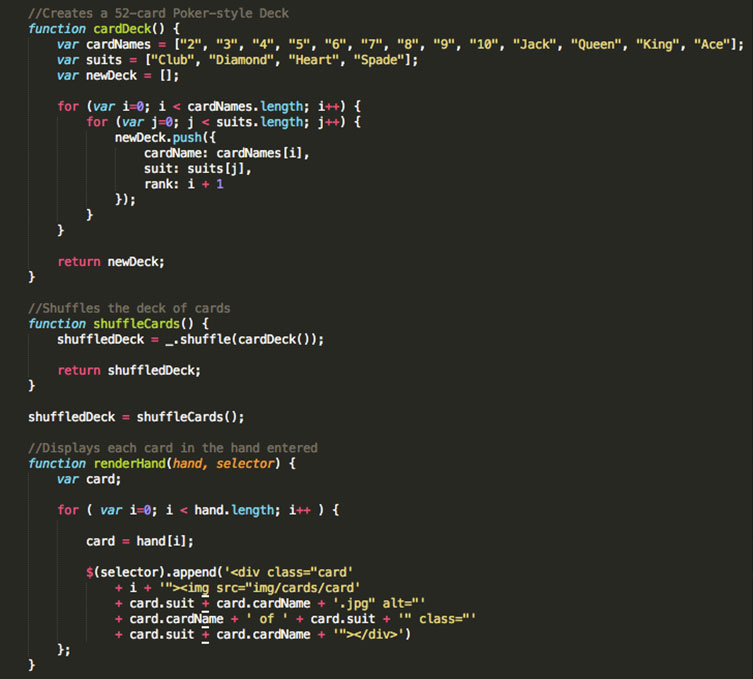 //Creates a 52-card Poker-style Deck
function cardDeck() {
    var cardNames = ["2", "3", "4", "5", "6", "7", "8", "9", "10", "Jack", "Queen", "King", "Ace"];
    var suits = ["Club", "Diamond", "Heart", "Spade"];
    var newDeck = [];

    for (var i=0; i < cardNames.length; i++) {
        for (var j=0; j < suits.length; j++) {
            newDeck.push({
                cardName: cardNames[i],
                suit: suits[j],
                rank: i + 1
            });
        }
    }

    return newDeck;
}

//Shuffles the deck of cards
function shuffleCards() {
    shuffledDeck = _.shuffle(cardDeck());

    return shuffledDeck;
}

shuffledDeck = shuffleCards();

//Displays each card in the hand entered
function renderHand(hand, selector) {
    var card;

    for ( var i=0; i < hand.length; i++ ) {

        card = hand[i];

        $(selector).append('<div class="card'
            + i + '"><img src="img/cards/card'
            + card.suit + card.cardName + '.jpg" alt="'
            + card.cardName + ' of ' + card.suit + '" class="'
            + card.suit + card.cardName + '"></div>')
    };
}